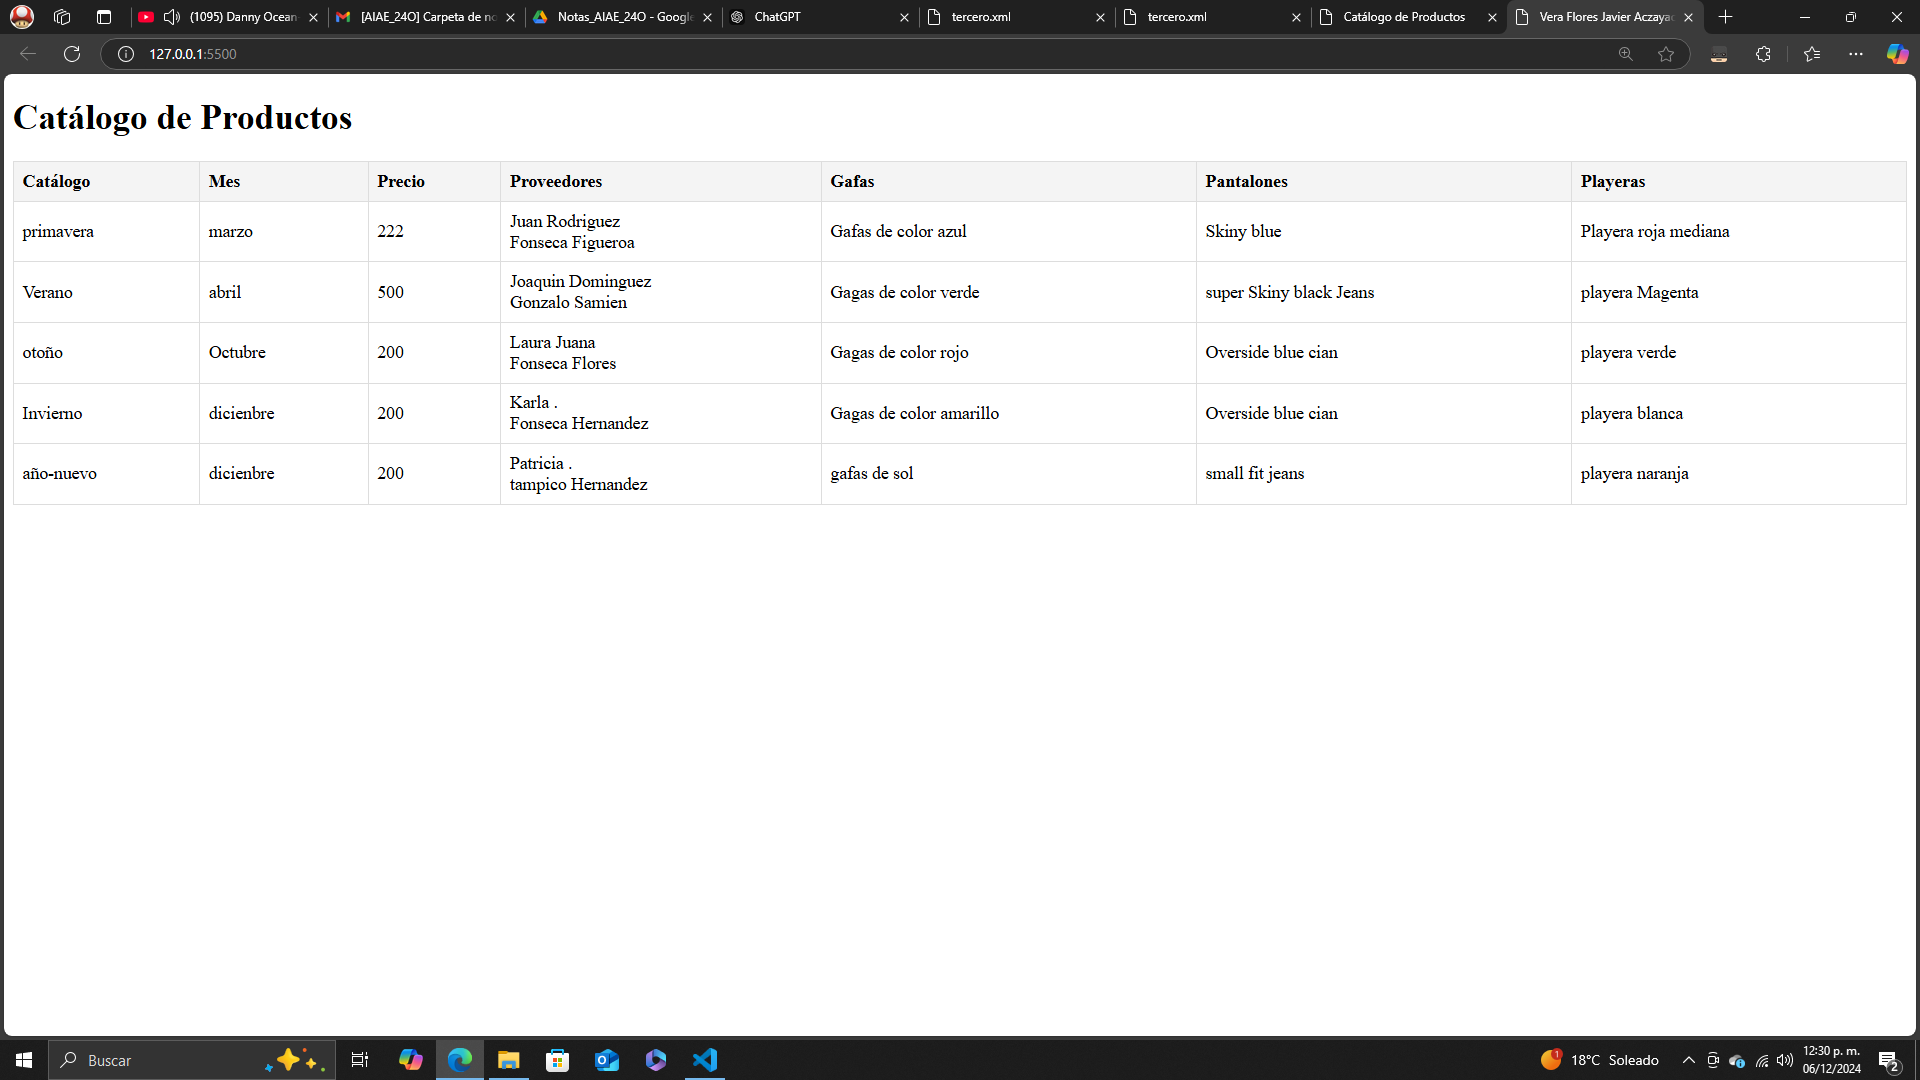 (1095) Danny Ocean
[AIAE_24O] Carpeta de no
Notas_AIAE_24O - Google
ChatGPT
tercero.xml
tercero.xml
Catálogo de Productos
Vera Flores Javier Aczayac
127.0.0.1:5500
Catálogo de Productos
Catálogo Mes Precio Proveedores Gafas Pantalones Playeras
primavera marzo 222 Juan Rodriguez Fonseca Figueroa Gafas de color azul Skiny blue Playera roja mediana
Verano abril 500 Joaquin Dominguez Gonzalo Samien Gagas de color verde super Skiny black Jeans playera Magenta
otoño Octubre 200 Laura Juana Fonseca Flores Gagas de color rojo Overside blue cian playera verde
Invierno dicienbre 200 Karla . Fonseca Hernandez Gagas de color amarillo Overside blue cian playera blanca
año-nuevo dicienbre 200 Patricia . tampico Hernandez gafas de sol small fit jeans playera naranja
Buscar
1
18°C Soleado
12:30 p. m.
06/12/2024
2